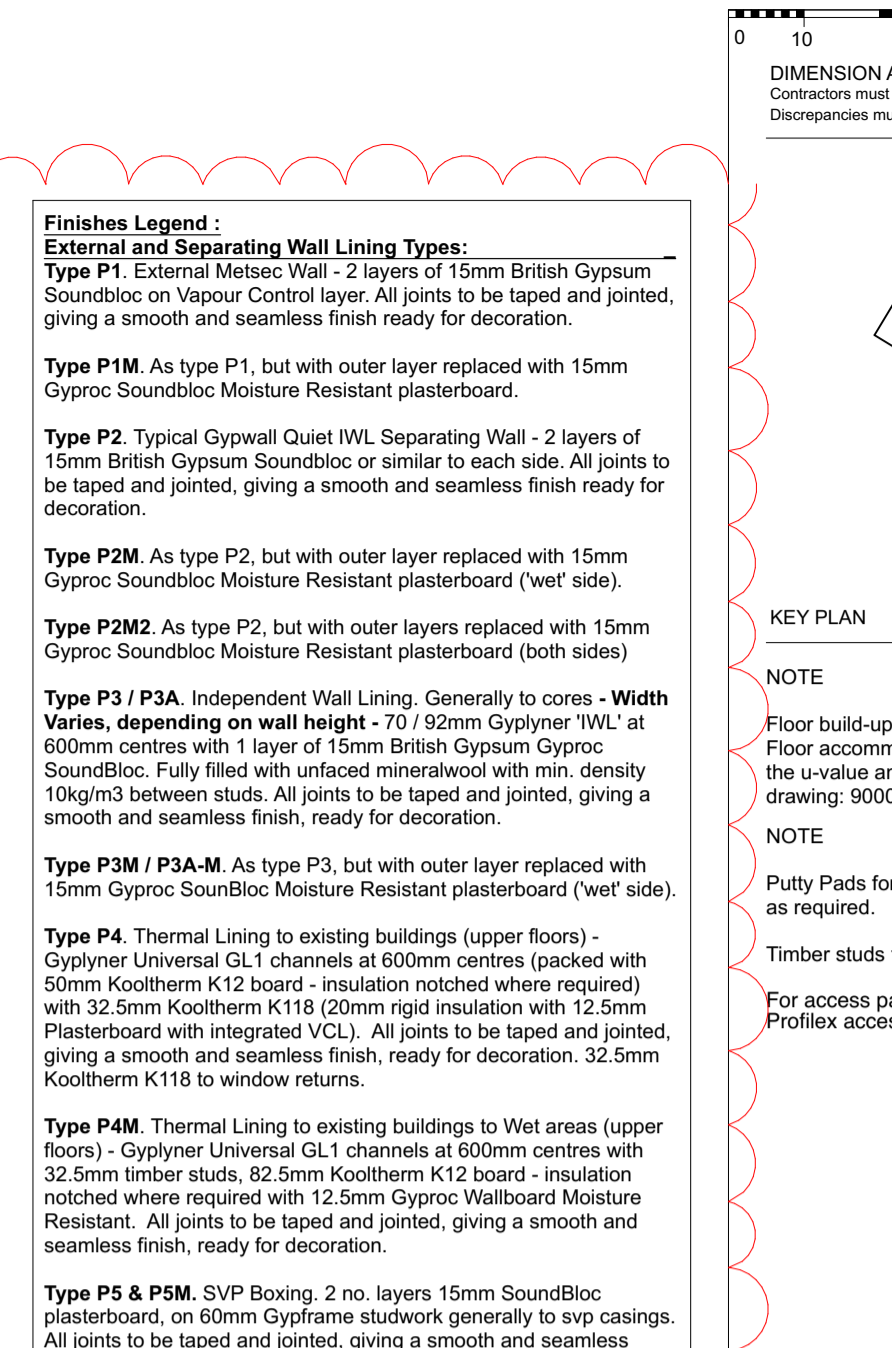 0 10
DIMENSION
Contractors must
Discrepancies
Finishes Legend :
External and Separating Wall Lining Types: _
Type P1. External Metsec Wall - 2 layers of 15mm British Gypsum
Soundbloc on Vapour Control layer. All joints to be taped and jointed,
giving a smooth and seamless finish ready for decoration.
Type P1M. As type P1, but with outer layer replaced with 15mm
Gyproc Soundbloc Moisture Resistant plasterboard.
Type P2. Typical Gypwall Quiet IWL Separating Wall - 2 layers of
15mm British Gypsum Soundbloc or similar to each side. All joints to
be taped and jointed, giving a smooth and seamless finish ready for
decoration.
Type P2M. As type P2, but with outer layer replaced with 15mm
Gyproc Soundbloc Moisture Resistant plasterboard ('wet' side).
Type P2M2. As type P2, but with outer layers replaced with 15mm
Gyproc Soundbloc Moisture Resistant plasterboard (both sides)
Type P3 / P3A. Independent Wall Lining. Generally to cores - Width
Varies, depending on wall height - 70 / 92mm Gyplyner 'IWL' at
600mm centres with 1 layer of 15mm British Gypsum Gyproc
SoundBloc. Fully filled with unfaced mineralwool with min. density
10kg/m3 between studs. All joints to be taped and jointed, giving a
smooth and seamless finish, ready for decoration.
Type P3M / P3A-M. As type P3, but with outer layer replaced with
15mm Gyproc SounBloc Moisture Resistant plasterboard ('wet' side).
Type P4. Thermal Lining to existing buildings (upper floors) -
Gyplyner Universal GL1 channels at 600mm centres (packed with
50mm Kooltherm K12 board - insulation notched where required)
with 32.5mm Kooltherm K118 (20mm rigid insulation with 12.5mm
Plasterboard with integrated VCL). All joints to be taped and jointed,
giving a smooth and seamless finish, ready for decoration. 32.5mm
Kooltherm K118 to window returns.
Type P4M. Thermal Lining to existing buildings to Wet areas (upper
floors) - Gyplyner Universal GL1 channels at 600mm centres with
32.5mm timber studs, 82.5mm Kooltherm K12 board - insulation
notched where required with 12.5mm Gyproc Wallboard Moisture
Resistant. All joints to be taped and jointed, giving a smooth and
seamless finish, ready for decoration.
Type P5 & P5M. SVP Boxing. 2 no. layers 15mm SoundBloc
plasterboard, on 60mm Gypframe studwork generally to svp casings.
All joints to be taped and jointed, giving a smooth and seamless
KEY PLAN
NOTE
Floor build-up
Floor
the u-value
drawing: 9000
NOTE
Putty Pads for
as required.
Timber studs
For access
Profilex